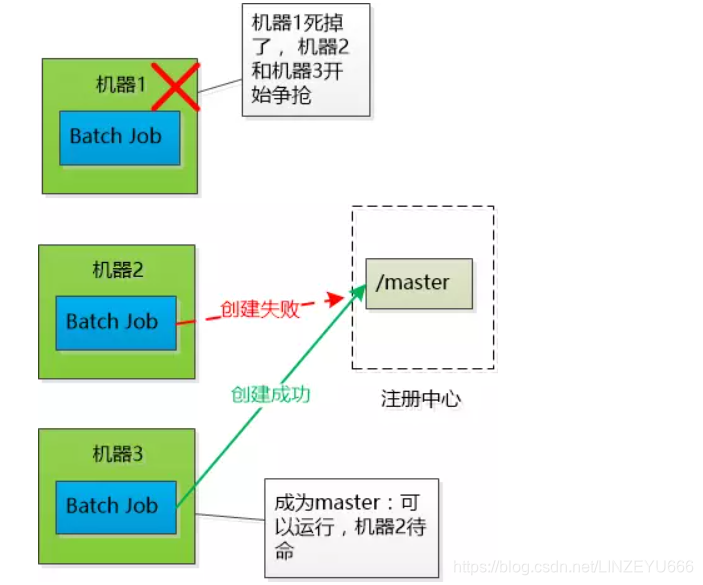 机器1死掉
了，机器2
和机器3开
始争抢
机器1
Batch Job
机器2
Batch Job
创建失败
/master
创建成功
注册中心
机器3
Batch Job
成为master：可
以运行，机器2待
命
https://blog.csdn.net/LINZEYU666